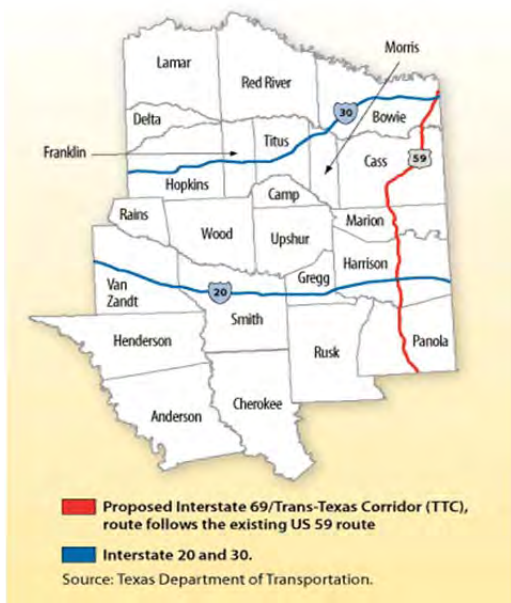 Morris
Lamar
Red River
30
Delta
Bowie
Titus
Franklin
Cass
59
Hopkins
Camp
Rains
Marion
Wood
Upshur
Harrison
Gregg
Van
Zandt
20
Smith
Henderson
Panola
Rusk
Cherokee
Anderson
Proposed Interstate 69/Trans-Texas Corridor (TTC),
route follows the existing US 59 route
Interstate 20 and 30.
Source: Texas Department of Transportation.